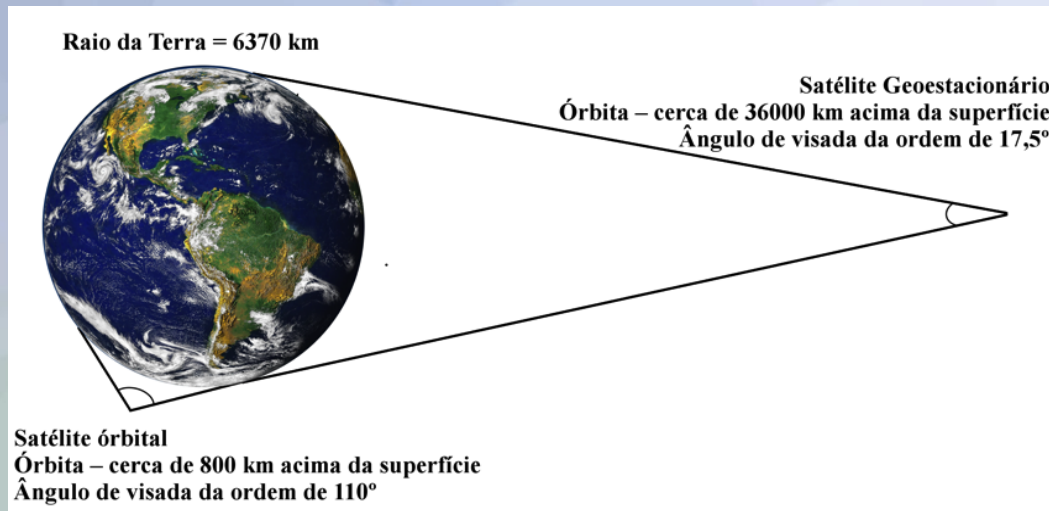 Raio da Terra = 6370 km
Satélite Geoestacionário
Órbita – cerca de 36000 km acima da superfície
Ângulo de visada da ordem de 17,5º
Satélite órbital
Órbita – cerca de 800 km acima da superfície
Ângulo de visada da ordem de 110º